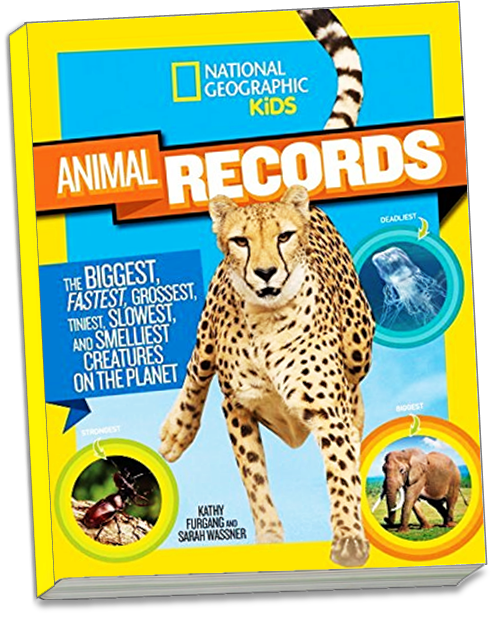 NATIONAL
GEOGRAPHIC
KiDS
ANIMAL RECORDS
DEADLIEST
THE BIGGEST,
FASTEST, GROSSEST,
TINIEST, SLOWEST,
AND SMELLIEST
CREATURES
ON THE PLANET
BIGGEST
STRONGEST
KATHY
FURGANG AND
SARAH WASSNER